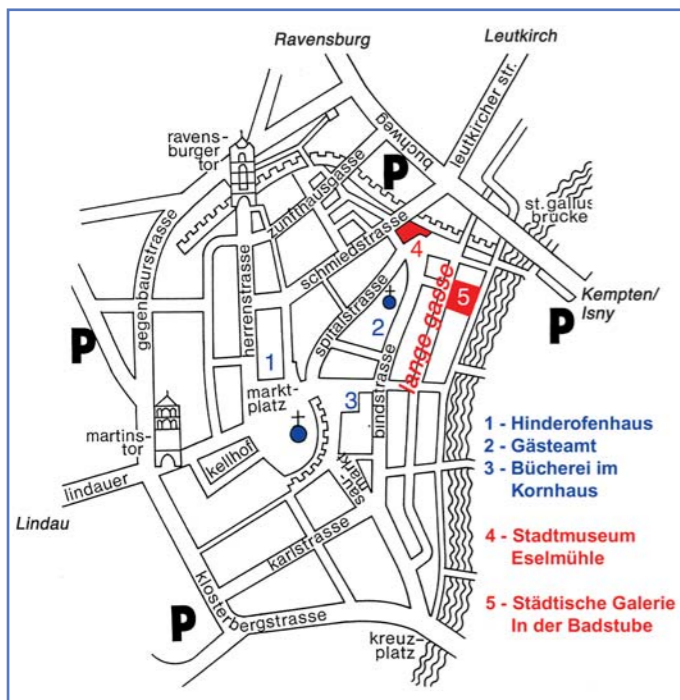 Ravensburg
Leutkirch
ravens-
burger
tor
buchweg
leutkircher str.
P
zunfthausgasse
st.gallus
brücke
schmiedstrasse
4
gegenbaurstrasse
herrenstrasse
spitalstrasse
lange gasse
5
Kempten/
Isny
P
P
2
1
markt-
platz
3
bindstrasse
martins-
tor
kellhof
sau-
markt
lindauer
Lindau
karlstrasse
klosterbergstrasse
P
kreuz-
platz
1 - Hinderofenhaus
2 - Gästeamt
3 - Bücherei im
Kornhaus
4 - Stadtmuseum
Eselmühle
5 - Städtische Galerie
In der Badstube